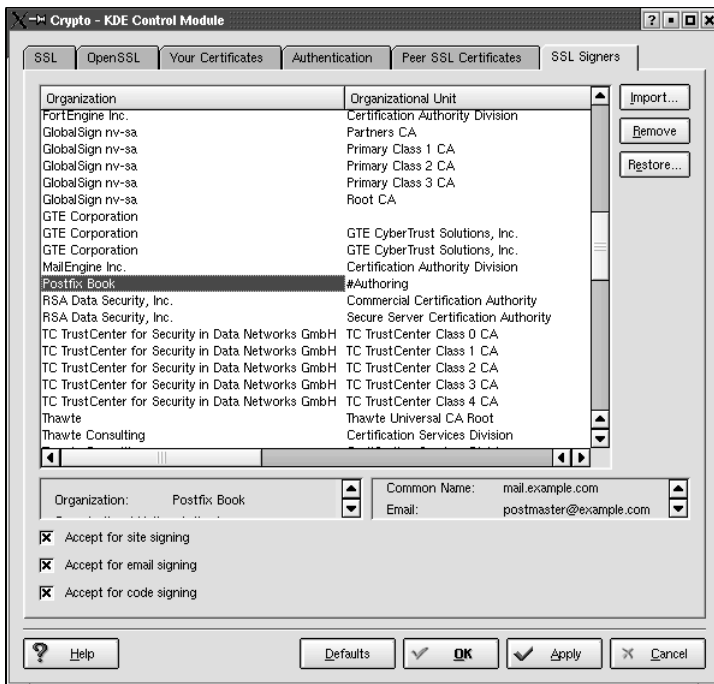 Crypto - KDE Control Module
SSL OpenSSL Your Certificates Authentication Peer SSL Certificates SSL Signers
Organization Organizational Unit
FortEngine Inc. Certification Authority Division
GlobalSign nv-sa Partners CA
GlobalSign nv-sa Primary Class 1 CA
GlobalSign nv-sa Primary Class 2 CA
GlobalSign nv-sa Primary Class 3 CA
GlobalSign nv-sa Root CA
GTE Corporation
GTE Corporation GTE CyberTrust Solutions, Inc.
GTE Corporation GTE CyberTrust Solutions, Inc.
MailEngine Inc. Certification Authority Division
Postfix Book #Authoring
RSA Data Security, Inc. Commercial Certification Authority
RSA Data Security, Inc. Secure Server Certification Authority
TC TrustCenter for Security in Data Networks GmbH TC TrustCenter Class 0 CA
TC TrustCenter for Security in Data Networks GmbH TC TrustCenter Class 1 CA
TC TrustCenter for Security in Data Networks GmbH TC TrustCenter Class 2 CA
TC TrustCenter for Security in Data Networks GmbH TC TrustCenter Class 3 CA
TC TrustCenter for Security in Data Networks GmbH TC TrustCenter Class 4 CA
Thawte Thawte Universal CA Root
Thawte Consulting Certification Services Division
Import...
Remove
Restore...
Organization: Postfix Book
Common Name: mail.example.com
Email: postmaster@example.com
Accept for site signing
Accept for email signing
Accept for code signing
Help Defaults OK Apply Cancel